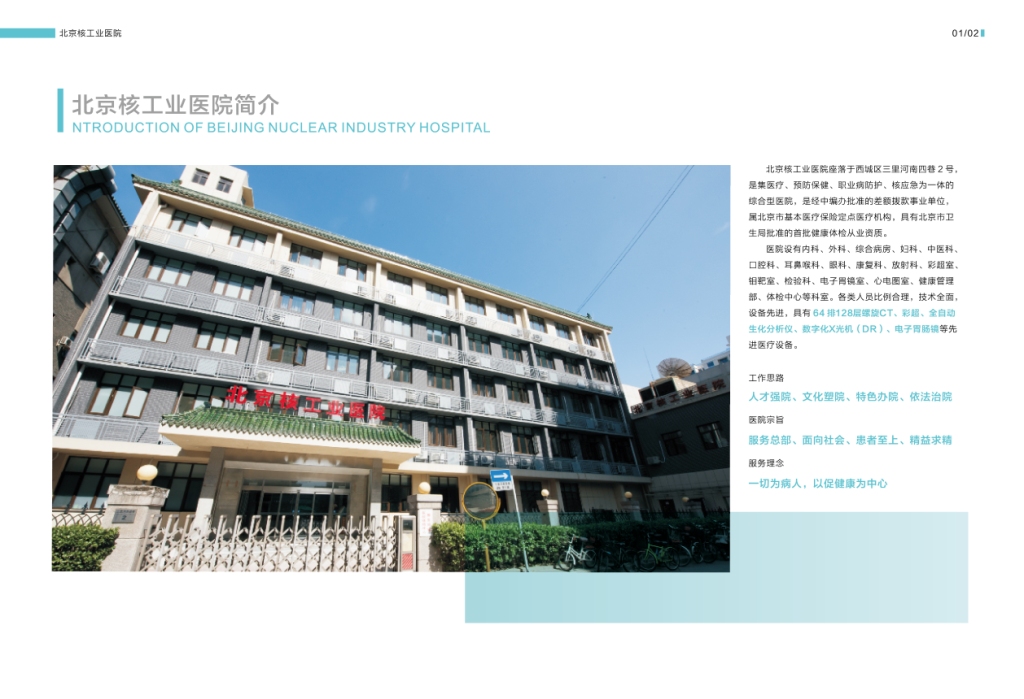 北京核工业医院
01/02
北京核工业医院简介
NTRODUCTION OF BEIJING NUCLEAR INDUSTRY HOSPITAL
北京核工业医院座落于西城区三里河南四巷2号，
是集医疗、预防保健、职业病防护、核应急为一体的
综合型医院，是经中编办批准的差额拨款事业单位，
属北京市基本医疗保险定点医疗机构，具有北京市卫
生局批准的首批健康体检从业资质。
医院设有内科、外科、综合病房、妇科、中医科、
口腔科、耳鼻喉科、眼科、康复科、放射科、彩超室、
钼靶室、检验科、电子胃镜室、心电图室、健康管理
部、体检中心等科室。各类人员比例合理，技术全面，
设备先进，具有64排128层螺旋CT、彩超、全自动
生化分析仪、数字化X光机（DR）、电子胃肠镜等先
进医疗设备。
工作思路
人才强院、文化塑院、特色办院、依法治院
医院宗旨
服务总部、面向社会、患者至上、精益求精
服务理念
一切为病人，以促健康为中心
北京核工业医院
北京核工业医院